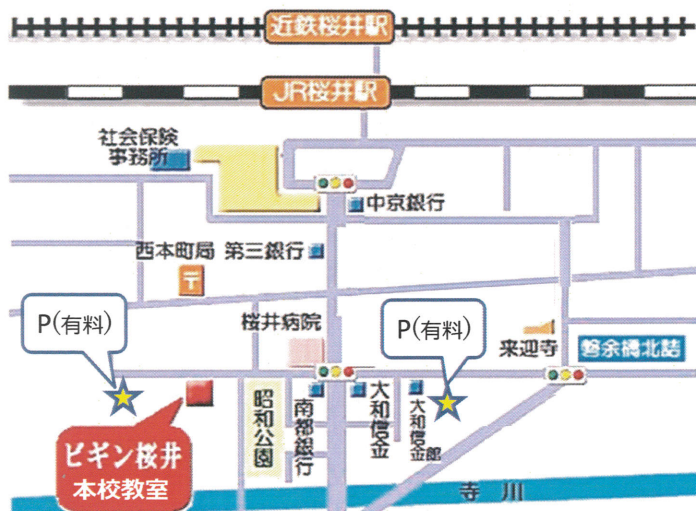 近鉄桜井駅
JR桜井駅
社会保険
事務所
中京銀行
西本町局
第三銀行
〒
P(有料)
桜井病院
P(有料)
来迎寺
磐余橋北詰
昭和公園
南都銀行
大和信金
大和信金館
ビギン桜井
本校教室
寺川